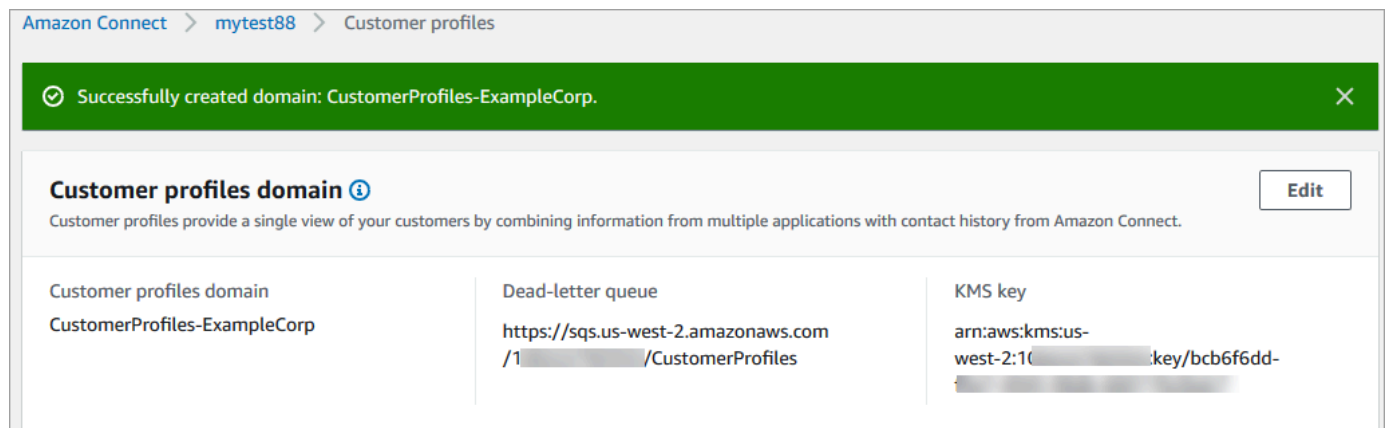 Amazon Connect > mytest88 > Customer profiles
Successfully created domain: CustomerProfiles-ExampleCorp.
Customer profiles domain
Edit
Customer profiles provide a single view of your customers by combining information from multiple applications with contact history from Amazon Connect.
Customer profiles domain
CustomerProfiles-ExampleCorp
Dead-letter queue
https://sqs.us-west-2.amazonaws.com
/1 /CustomerProfiles
KMS key
arn:aws:kms:us-
west-2:10 :key/bcb6f6dd-